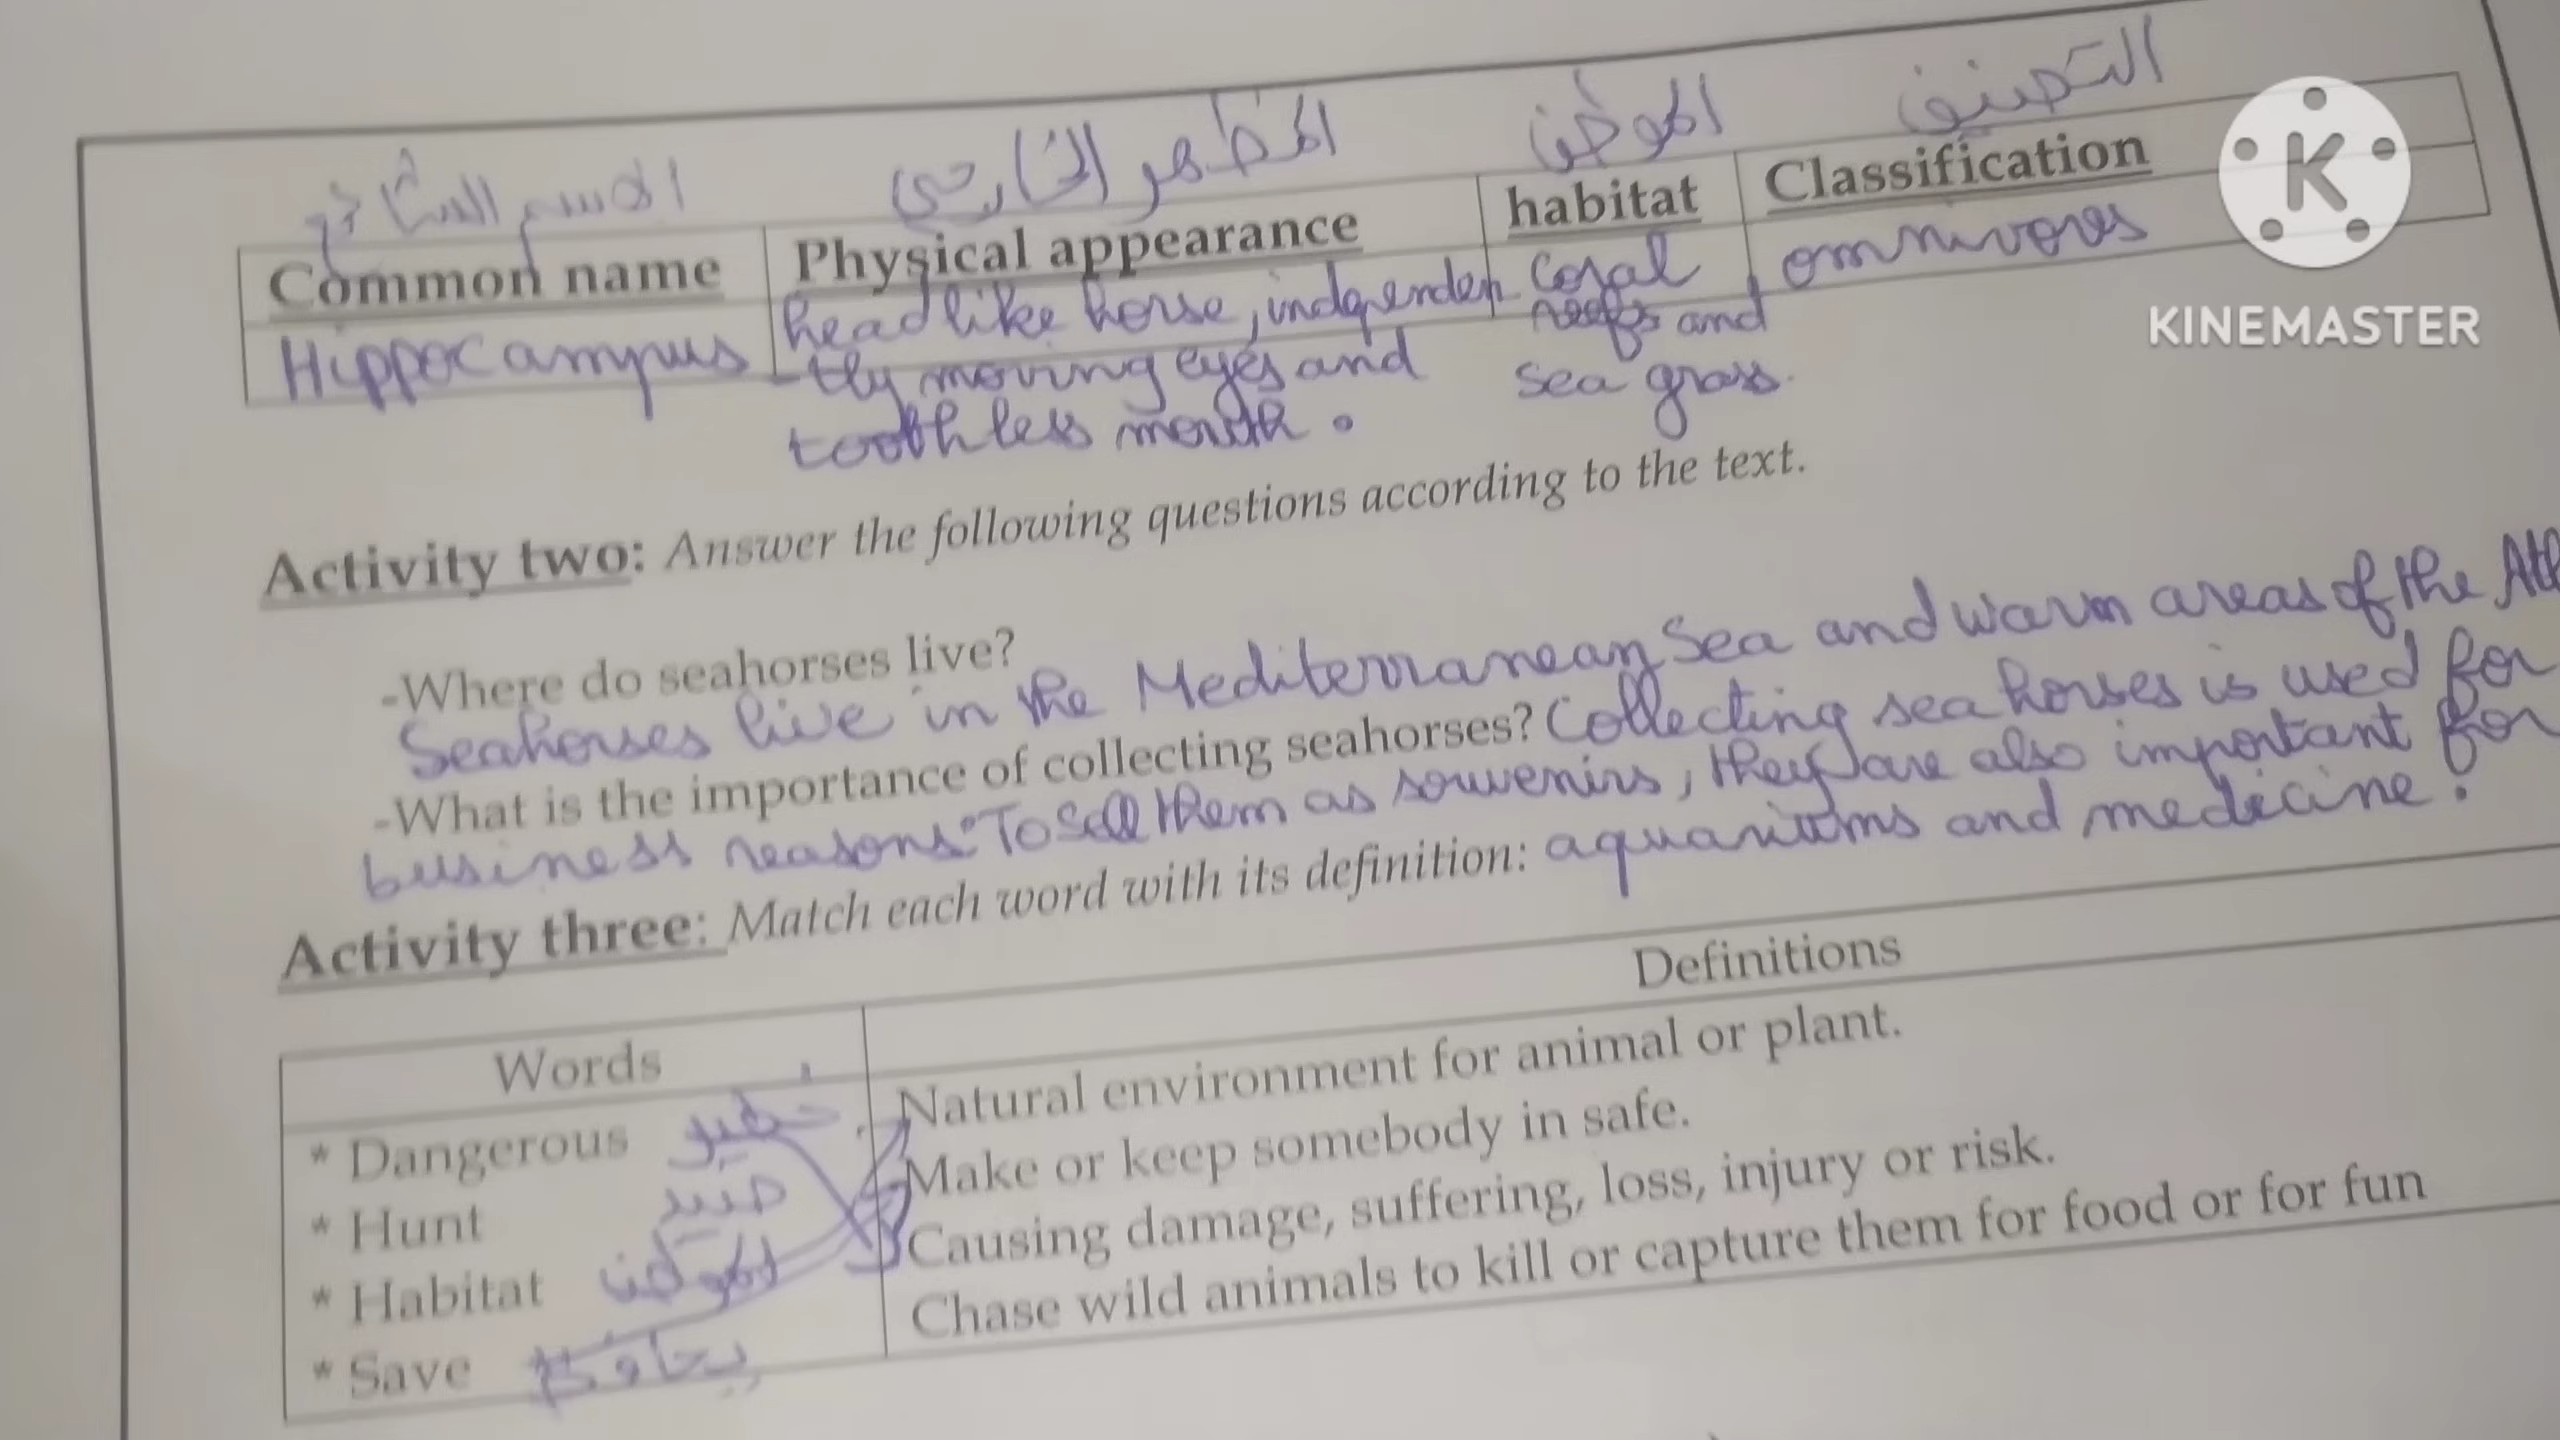 الاسم الشائع المظهر الخارجي الموطن التصنيف
Common name Physical appearance habitat Classification
Hippocampus head like horse, independen coral omnivores
-tly moving eyes and reefs and
toothless mouth. sea grass.
KINEMASTER
Activity two: Answer the following questions according to the text.
-Where do seahorses live?
Seahorses live in the Mediterranean Sea and warm areas of the Atl
-What is the importance of collecting seahorses? Collecting sea horses is used for
business reasons: To sell them as souvenirs, they are also important for
Activity three: Match each word with its definition: aquariums and medicine.
Words Definitions
* Dangerous خطير Natural environment for animal or plant.
* Hunt صيد Make or keep somebody in safe.
* Habitat الموطن Causing damage, suffering, loss, injury or risk.
* Save يحافظ Chase wild animals to kill or capture them for food or for fun